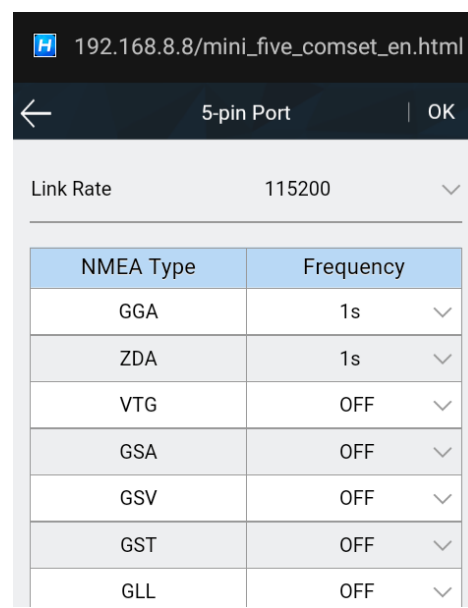 H 192.168.8.8/mini_five_comset_en.html
5-pin Port | OK
Link Rate 115200
NMEA Type Frequency
GGA 1s
ZDA 1s
VTG OFF
GSA OFF
GSV OFF
GST OFF
GLL OFF